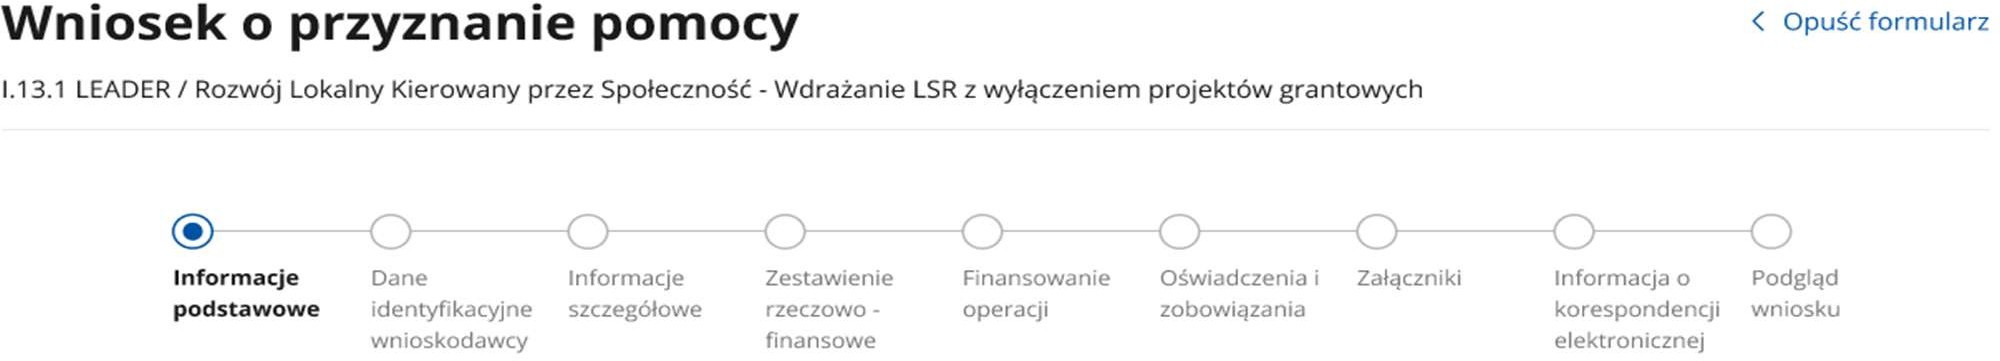 Wniosek o przyznanie pomocy
Opuść formularz
I.13.1 LEADER / Rozwój Lokalny Kierowany przez Społeczność - Wdrażanie LSR z wyłączeniem projektów grantowych
Informacje
podstawowe
Dane
identyfikacyjne
wnioskodawcy
Informacje
szczegółowe
Zestawienie
rzeczowo -
finansowe
Finansowanie
operacji
Oświadczenia i
zobowiązania
Załączniki
Informacja o
korespondencji
elektronicznej
Podgląd
wniosku